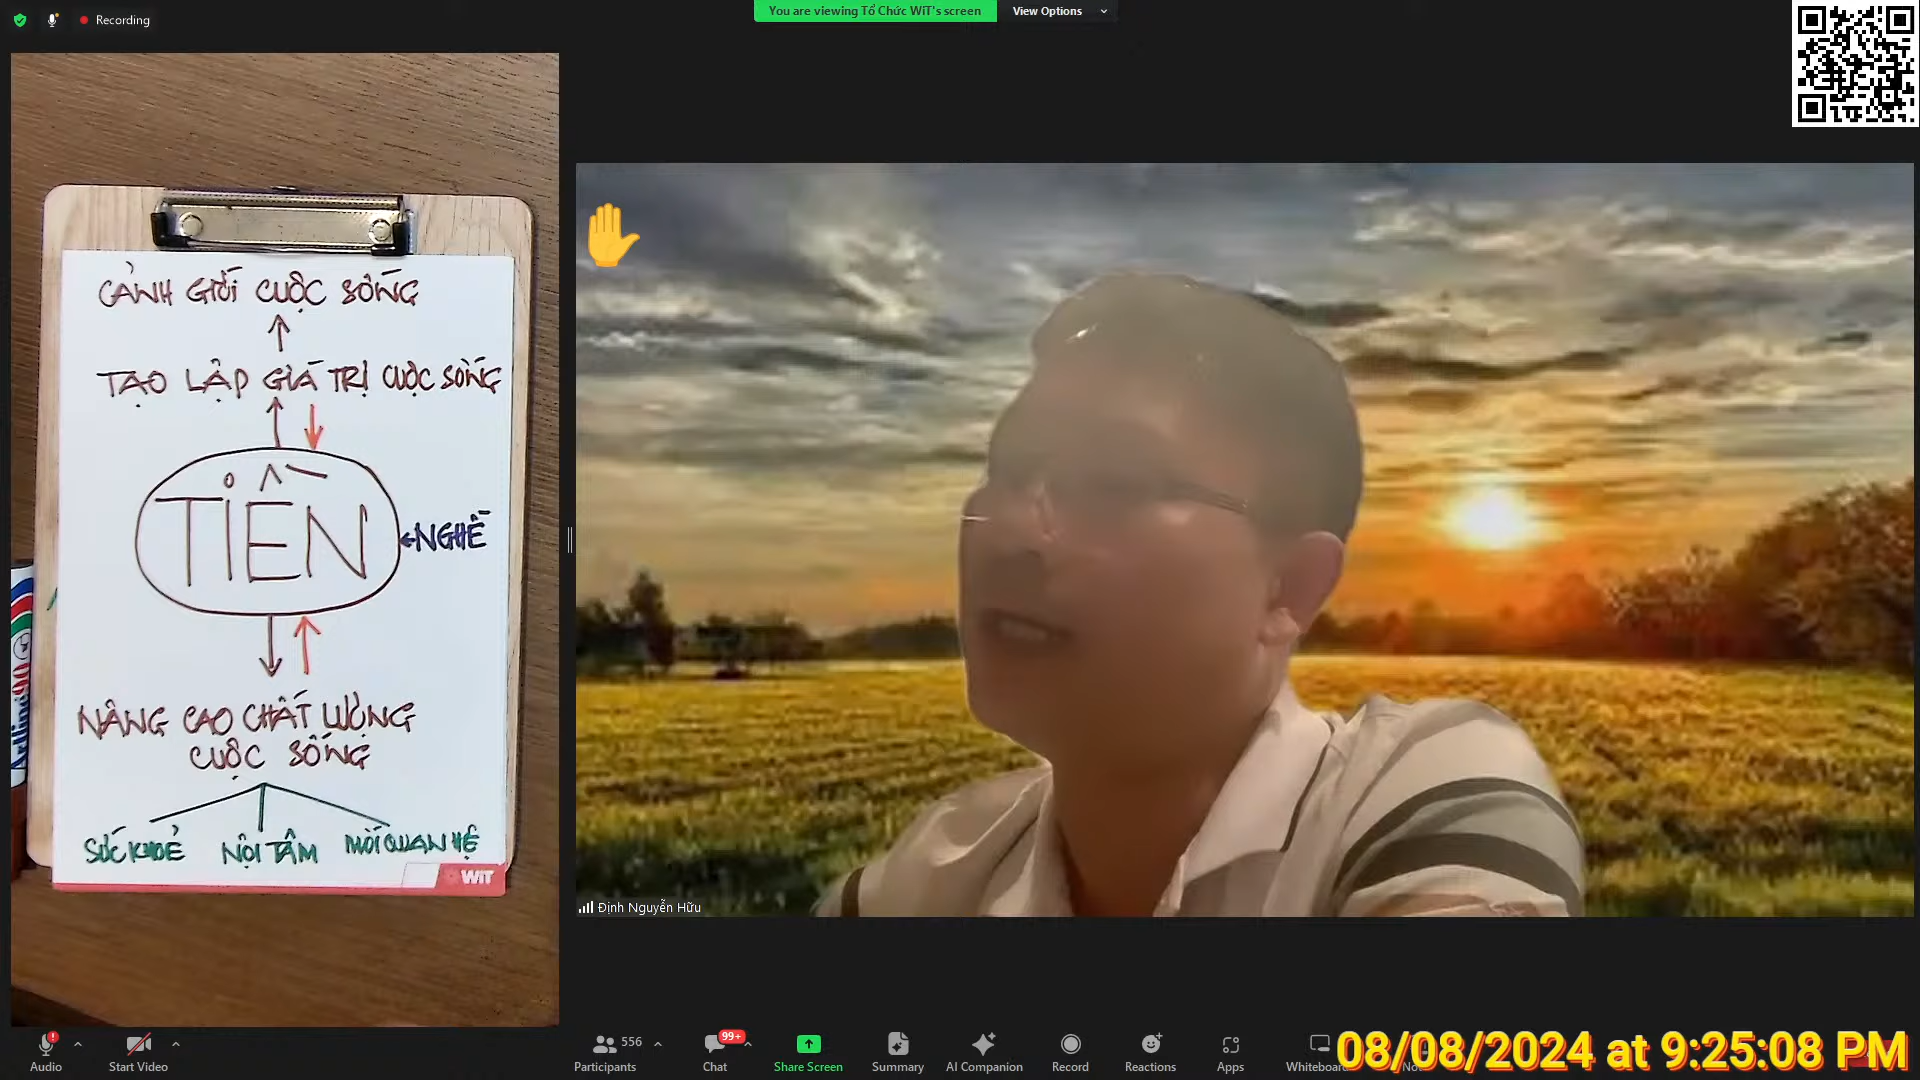 Recording
You are viewing Tổ Chức WiT's screen
View Options
CẢNH GIỚI CUỘC SỐNG
TẠO LẬP GIÁ TRỊ CUỘC SỐNG
TIỀN
NGHỀ
NÂNG CAO CHẤT LƯỢNG
CUỘC SỐNG
SỨC KHOẺ NỘI TÂM MỐI QUAN HỆ
WiT
Artline 90
Định Nguyễn Hữu
Audio
Start Video
556
Participants
99+
Chat
Share Screen
Summary
AI Companion
Record
Reactions
Apps
08/08/2024 at 9:25:08 PM